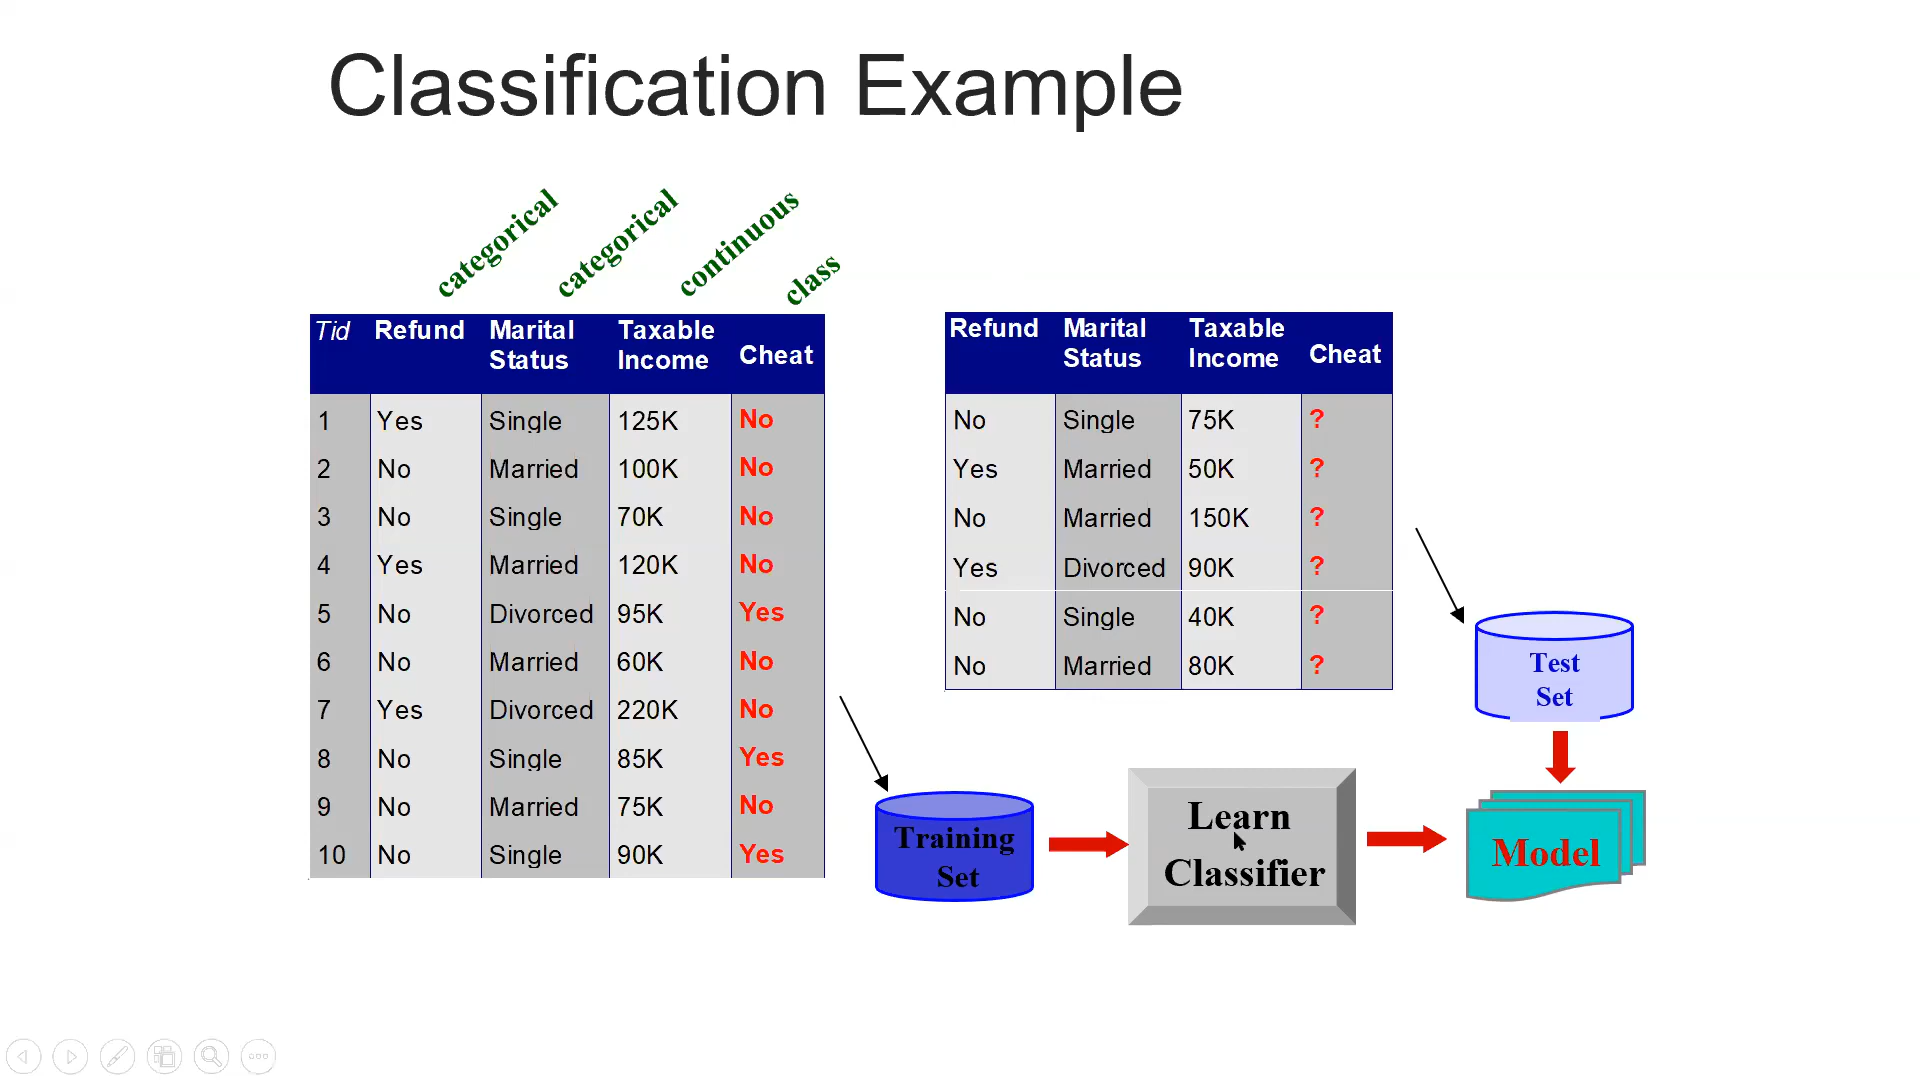 Classification Example
categorical
categorical
continuous
class
Tid Refund Marital Status Taxable Income Cheat
1 Yes Single 125K No
2 No Married 100K No
3 No Single 70K No
4 Yes Married 120K No
5 No Divorced 95K Yes
6 No Married 60K No
7 Yes Divorced 220K No
8 No Single 85K Yes
9 No Married 75K No
10 No Single 90K Yes
Refund Marital Status Taxable Income Cheat
No Single 75K ?
Yes Married 50K ?
No Married 150K ?
Yes Divorced 90K ?
No Single 40K ?
No Married 80K ?
Test
Set
Training
Set
Learn
Classifier
Model